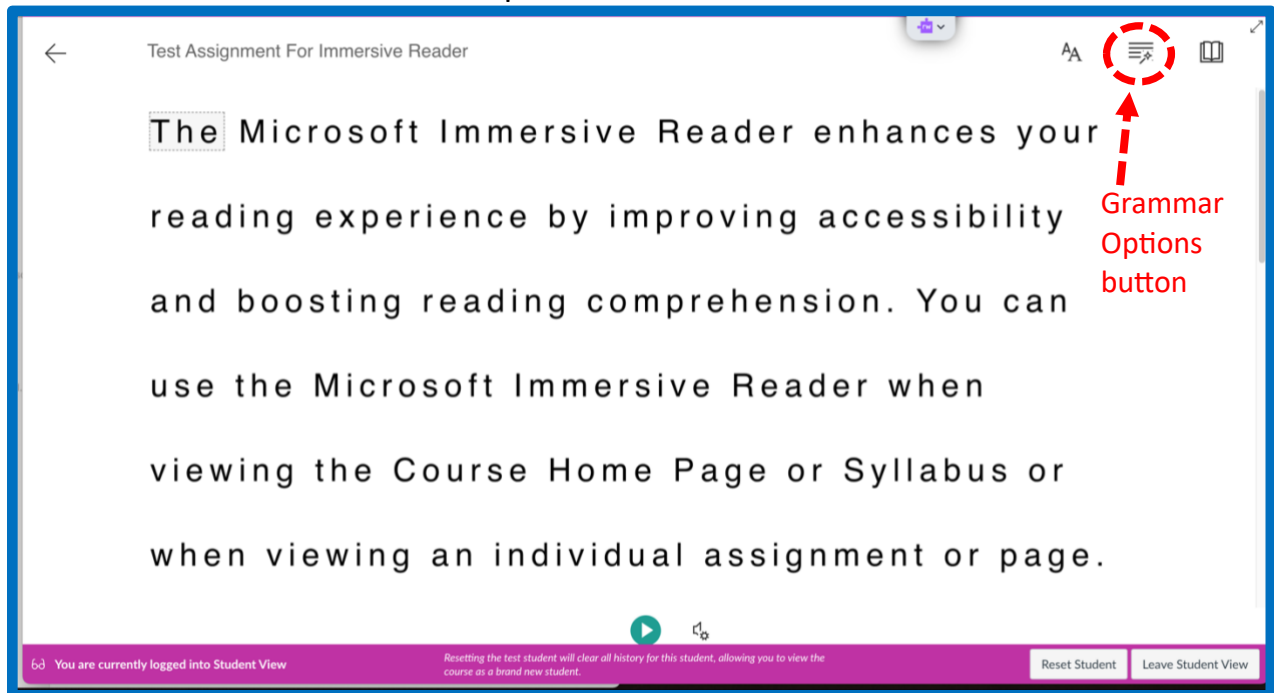 Test Assignment For Immersive Reader
AA
The Microsoft Immersive Reader enhances your
reading experience by improving accessibility
and boosting reading comprehension. You can
use the Microsoft Immersive Reader when
viewing the Course Home Page or Syllabus or
when viewing an individual assignment or page.
Grammar
Options
button
You are currently logged into Student View
Resetting the test student will clear all history for this student, allowing you to view the
course as a brand new student.
Reset Student
Leave Student View